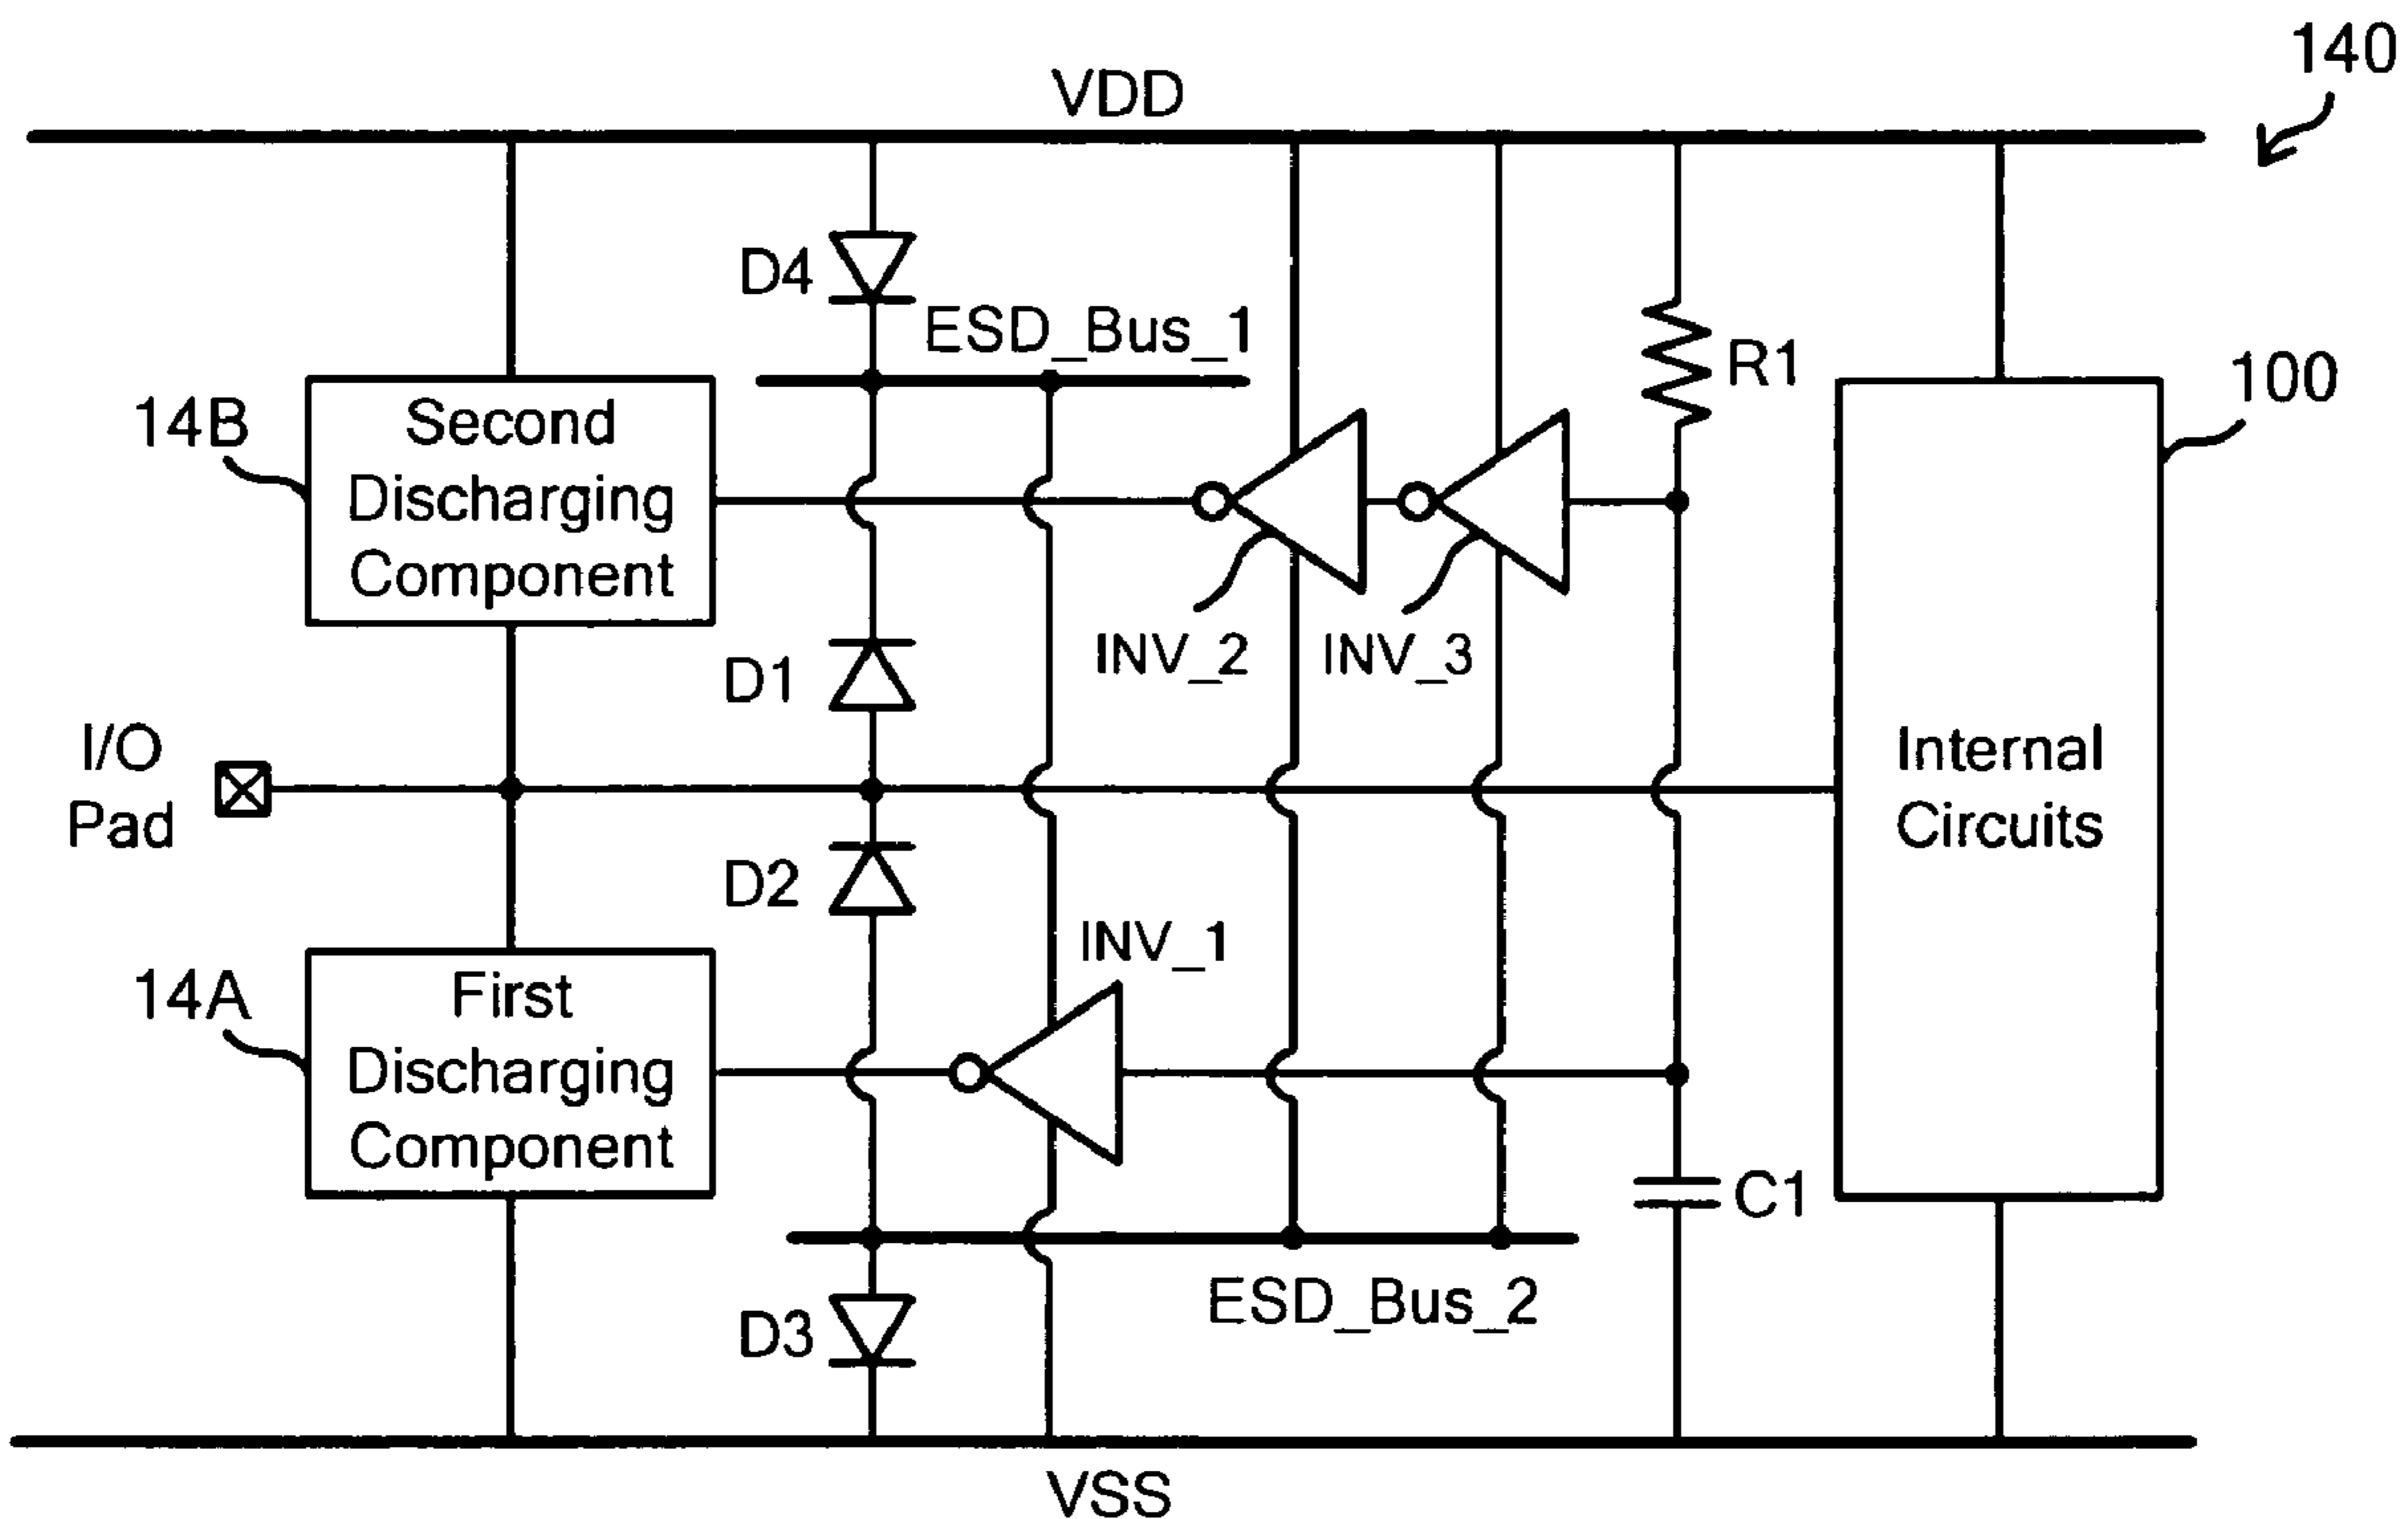 140
VDD
D4
ESD_Bus_1
R1
100
14B
Second
Discharging
Component
INV_2
INV_3
D1
I/O
Pad
Internal
Circuits
D2
INV_1
14A
First
Discharging
Component
C1
ESD_Bus_2
D3
VSS